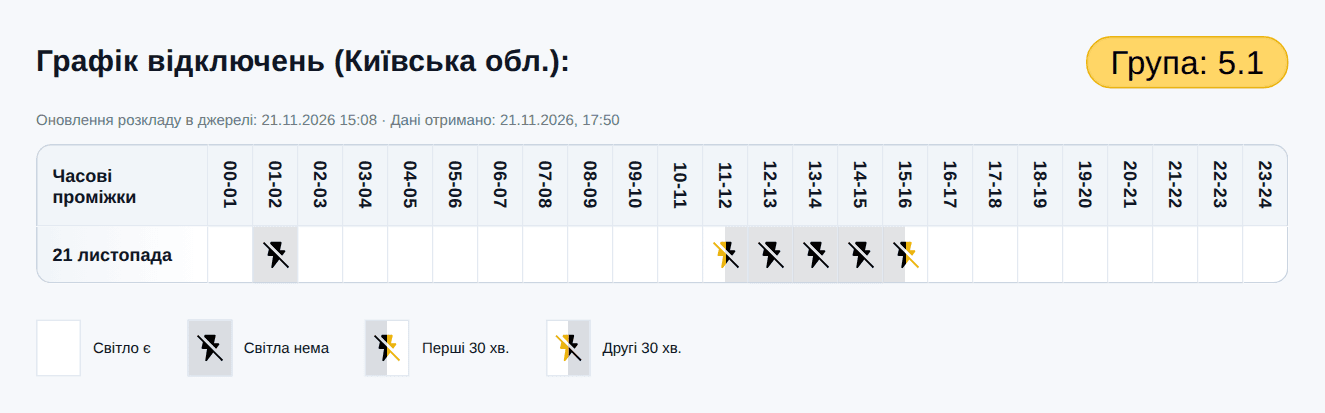 Графік відключень (Київська обл.):
Група: 5.1
Оновлення розкладу в джерелі: 21.11.2026 15:08 · Дані отримано: 21.11.2026, 17:50
Часові
проміжки
00-01
01-02
02-03
03-04
04-05
05-06
06-07
07-08
08-09
09-10
10-11
11-12
12-13
13-14
14-15
15-16
16-17
17-18
18-19
19-20
20-21
21-22
22-23
23-24
21 листопада
Світло є
Світла нема
Перші 30 хв.
Другі 30 хв.